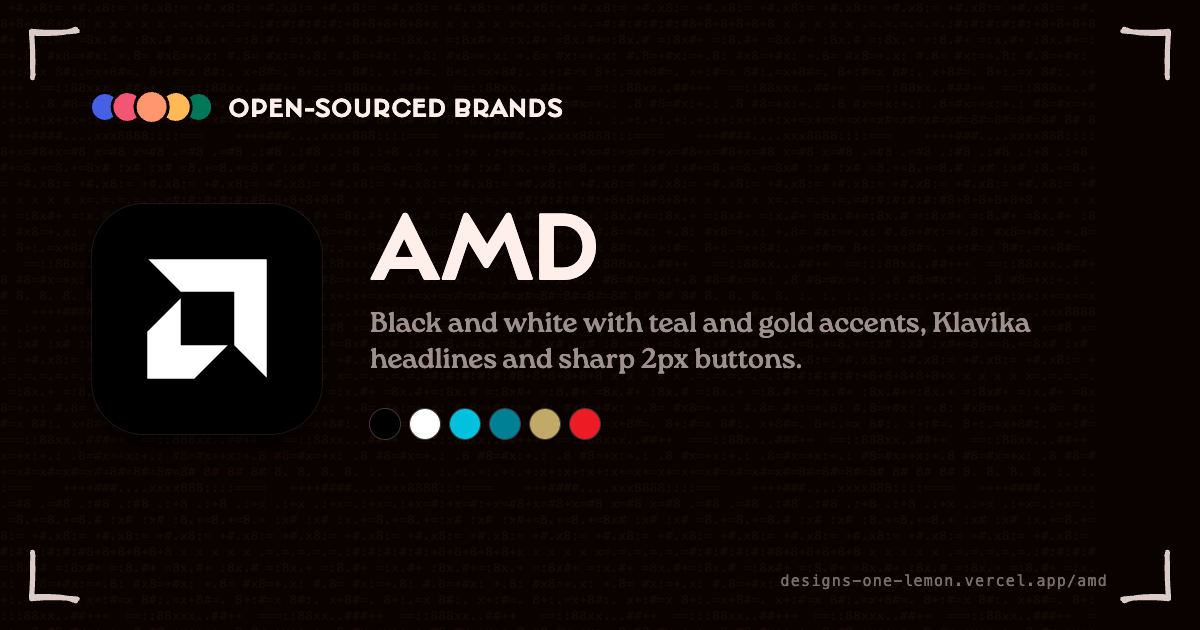 OPEN-SOURCED BRANDS
AMD
Black and white with teal and gold accents, Klavika
headlines and sharp 2px buttons.
designs-one-lemon.vercel.app/amd